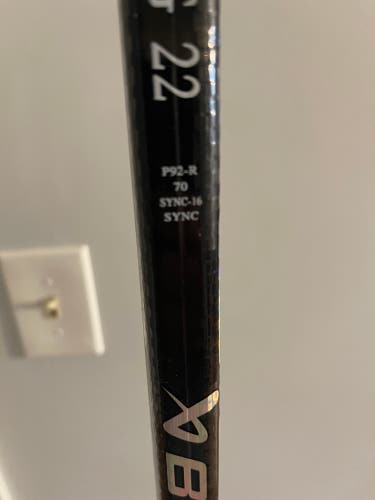 G 22
P92-R
70
SYNC-16
SYNC
B